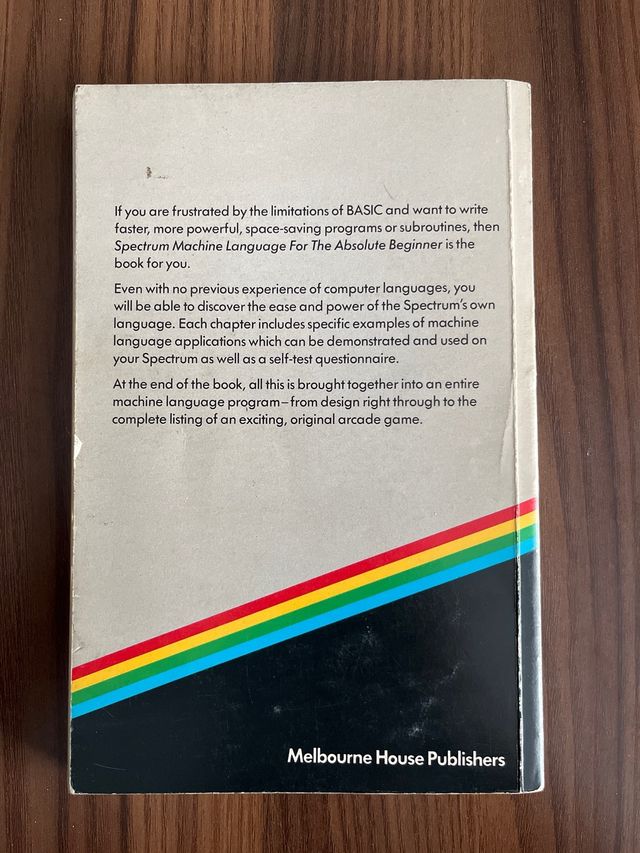 If you are frustrated by the limitations of BASIC and want to write
faster, more powerful, space-saving programs or subroutines, then
Spectrum Machine Language For The Absolute Beginner is the
book for you.
Even with no previous experience of computer languages, you
will be able to discover the ease and power of the Spectrum's own
language. Each chapter includes specific examples of machine
language applications which can be demonstrated and used on
your Spectrum as well as a self-test questionnaire.
At the end of the book, all this is brought together into an entire
machine language program–from design right through to the
complete listing of an exciting, original arcade game.
Melbourne House Publishers